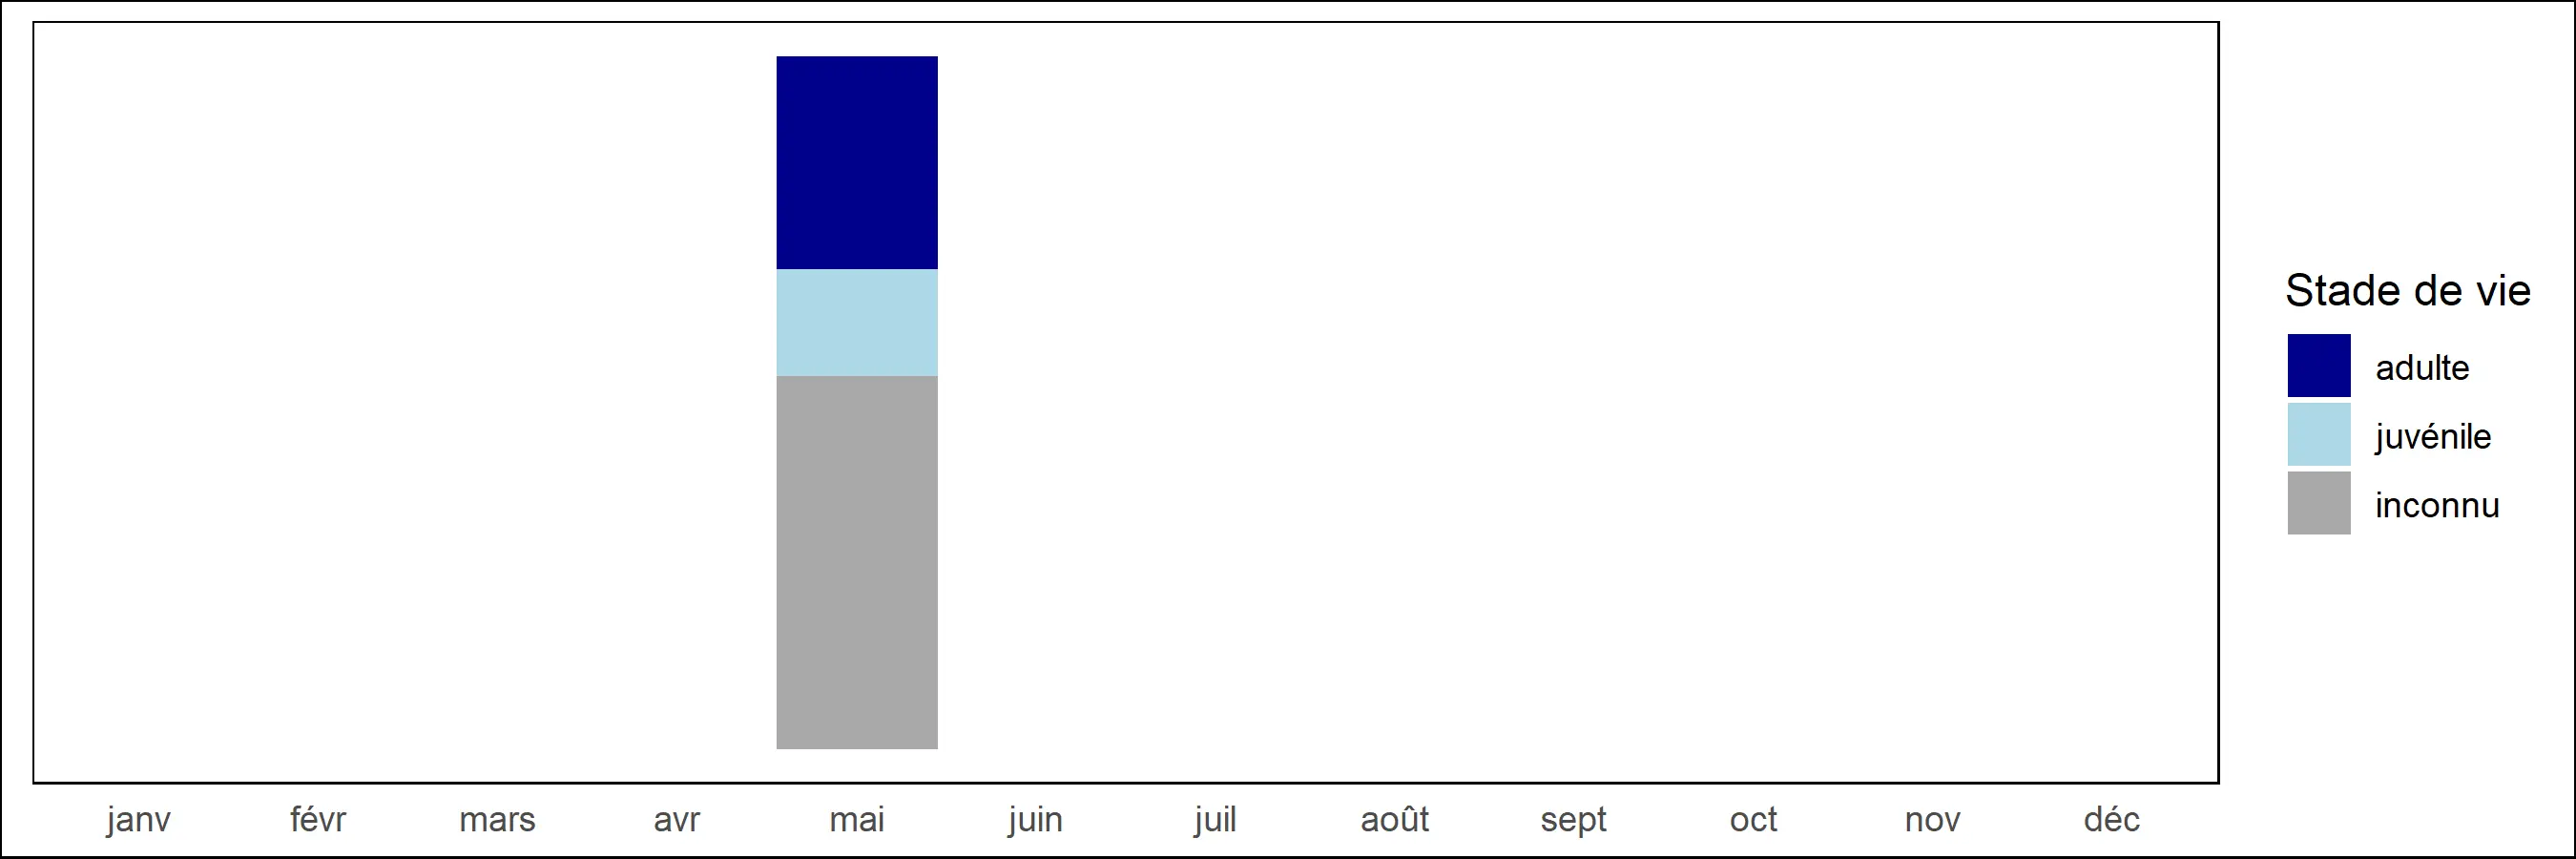 Stade de vie
adulte
juvénile
inconnu
janv févr mars avr mai juin juil août sept oct nov déc